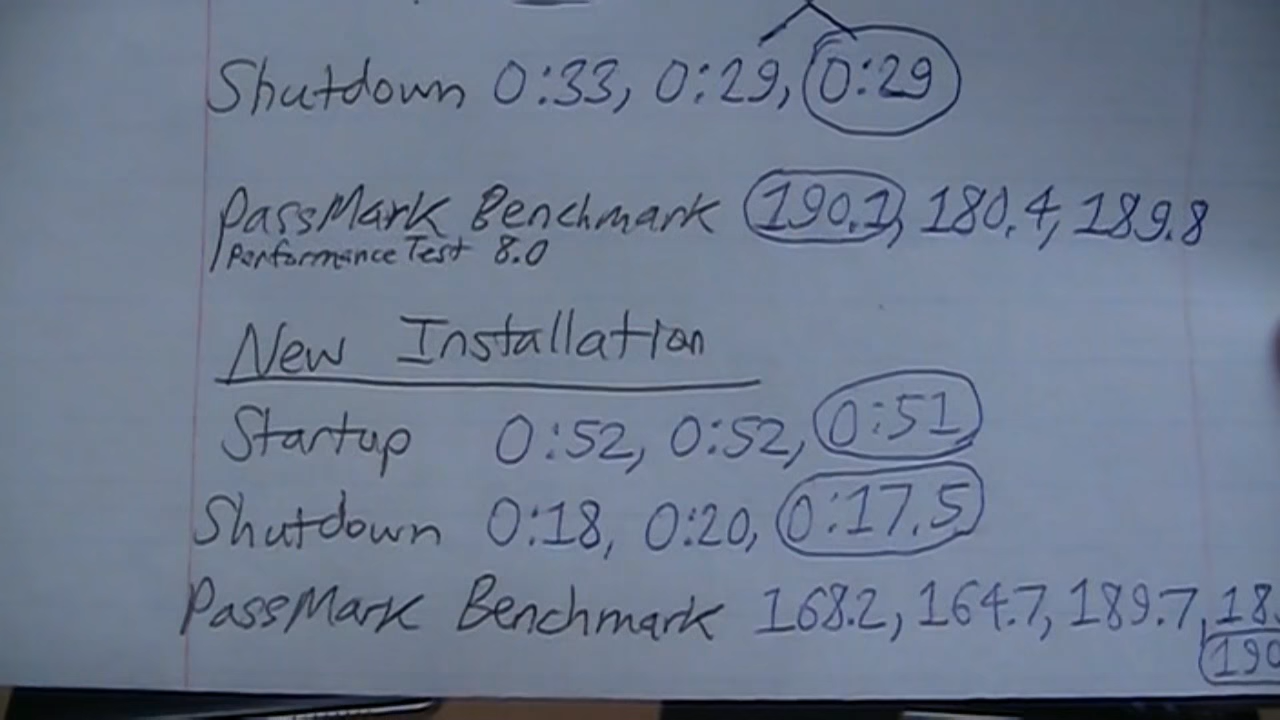 Shutdown 0:33, 0:29, 0:29
PassMark Benchmark 190.1, 180.4, 189.8
Performance Test 8.0
New Installation
Startup 0:52, 0:52, 0:51
Shutdown 0:18, 0:20, 0:17.5
PassMark Benchmark 168.2, 164.7, 189.7, 18
190